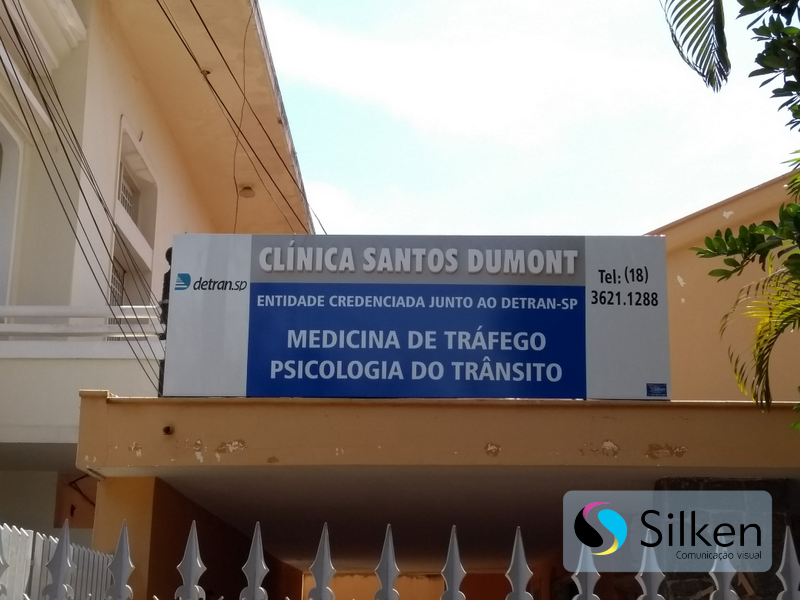 detran.sp
CLÍNICA SANTOS DUMONT
ENTIDADE CREDENCIADA JUNTO AO DETRAN-SP
MEDICINA DE TRÁFEGO
PSICOLOGIA DO TRÂNSITO
Tel: (18)
3621.1288
Silken
Comunicação visual